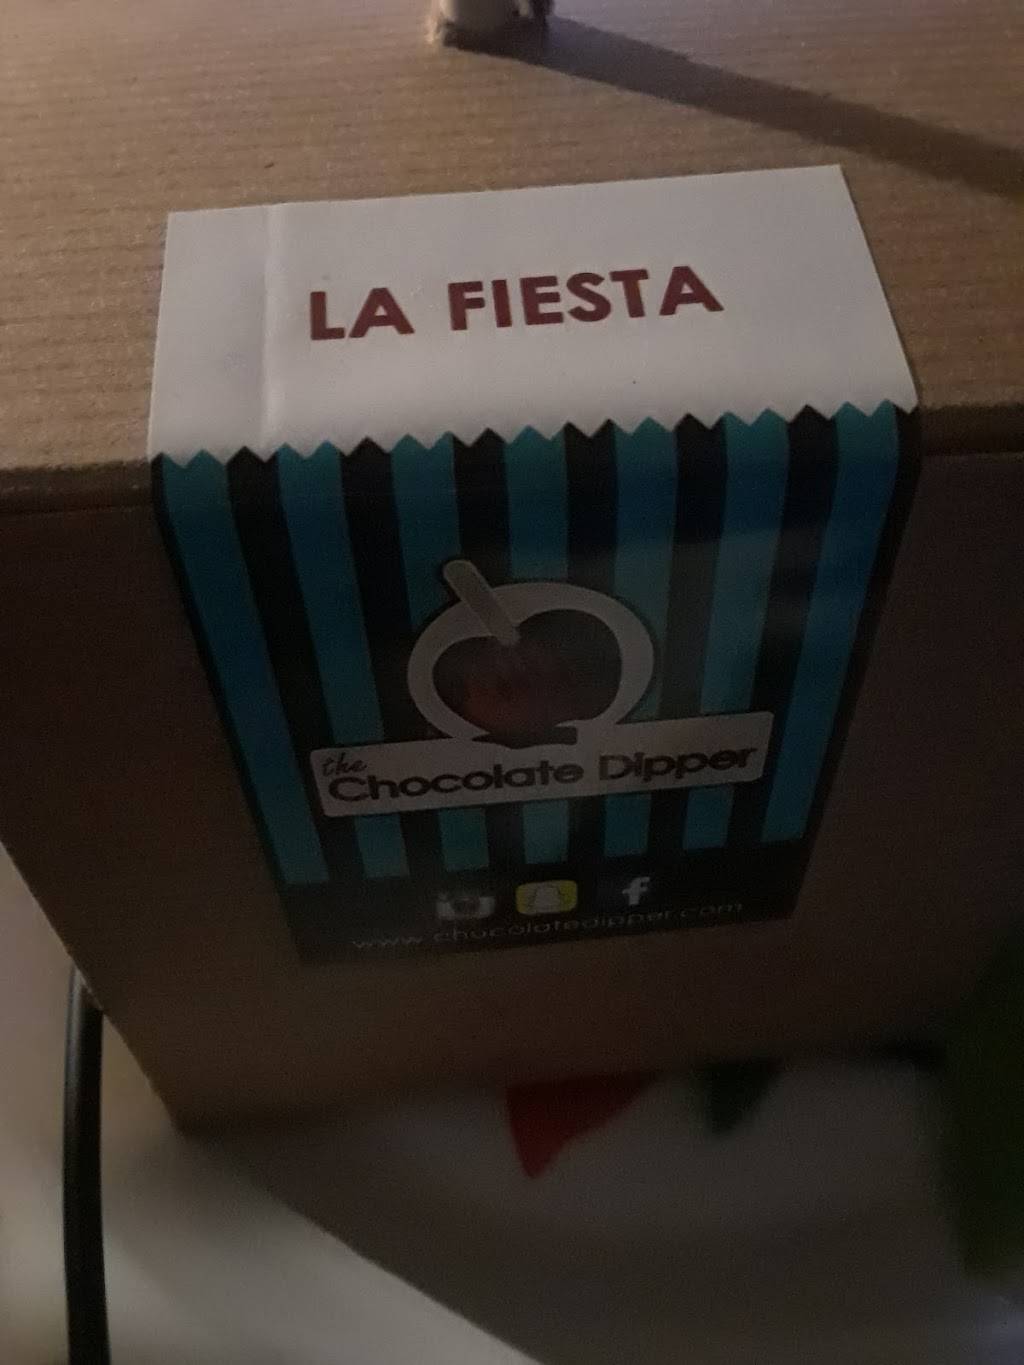 LA FIESTA
the
Chocolate Dipper
f
www.chocolatedipper.com